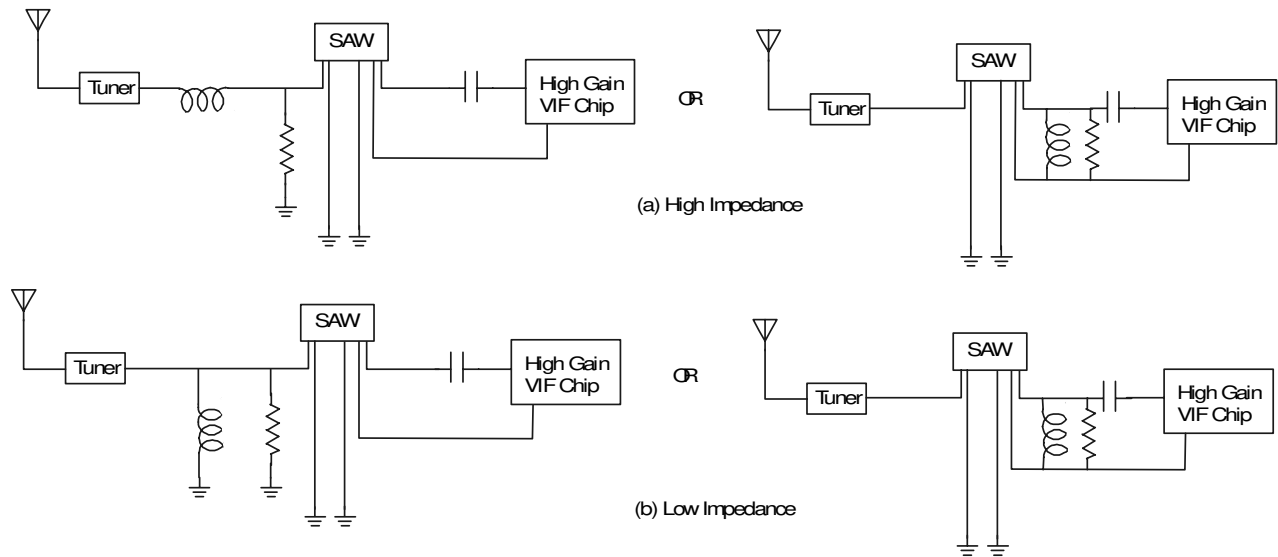 SAW
Tuner
High Gain
VIF Chip
OR
SAW
Tuner
High Gain
VIF Chip
(a) High Impedance
SAW
Tuner
High Gain
VIF Chip
OR
SAW
Tuner
High Gain
VIF Chip
(b) Low Impedance